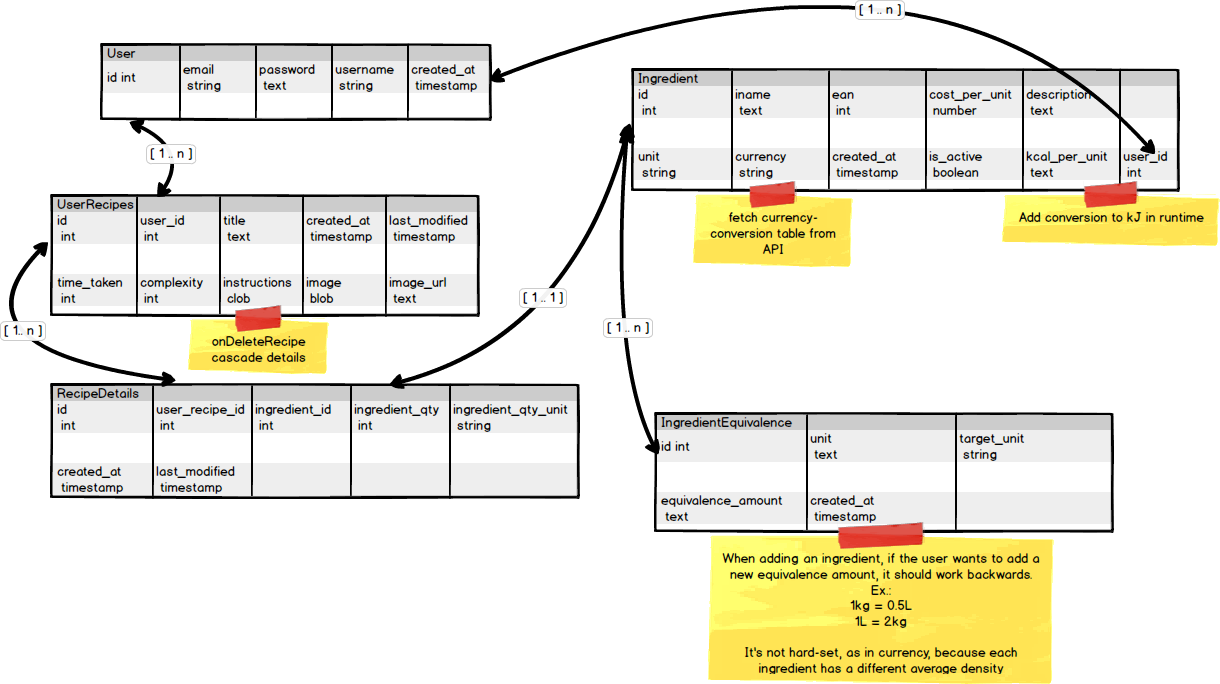 [ 1.. n ]
User
id int
email
string
password
text
username
string
created_at
timestamp
[ 1.. n ]
Ingredient
id
int
iname
text
ean
int
cost_per_unit
number
description
text
unit
string
currency
string
created_at
timestamp
is_active
boolean
kcal_per_unit
text
user_id
int
fetch currency-
conversion table from
API
Add conversion to kJ in runtime
UserRecipes
id
int
user_id
int
title
text
created_at
timestamp
last_modified
timestamp
time_taken
int
complexity
int
instructions
clob
image
blob
image_url
text
onDeleteRecipe
cascade details
[ 1.. n ]
[ 1.. 1 ]
[ 1.. n ]
RecipeDetails
id
int
user_recipe_id
int
ingredient_id
int
ingredient_qty
int
ingredient_qty_unit
string
created_at
timestamp
last_modified
timestamp
IngredientEquivalence
id int
unit
text
target_unit
string
equivalence_amount
text
created_at
timestamp
When adding an ingredient, if the user wants to add a
new equivalence amount, it should work backwards.
Ex.:
1kg = 0.5L
1L = 2kg
It's not hard-set, as in currency, because each
ingredient has a different average density